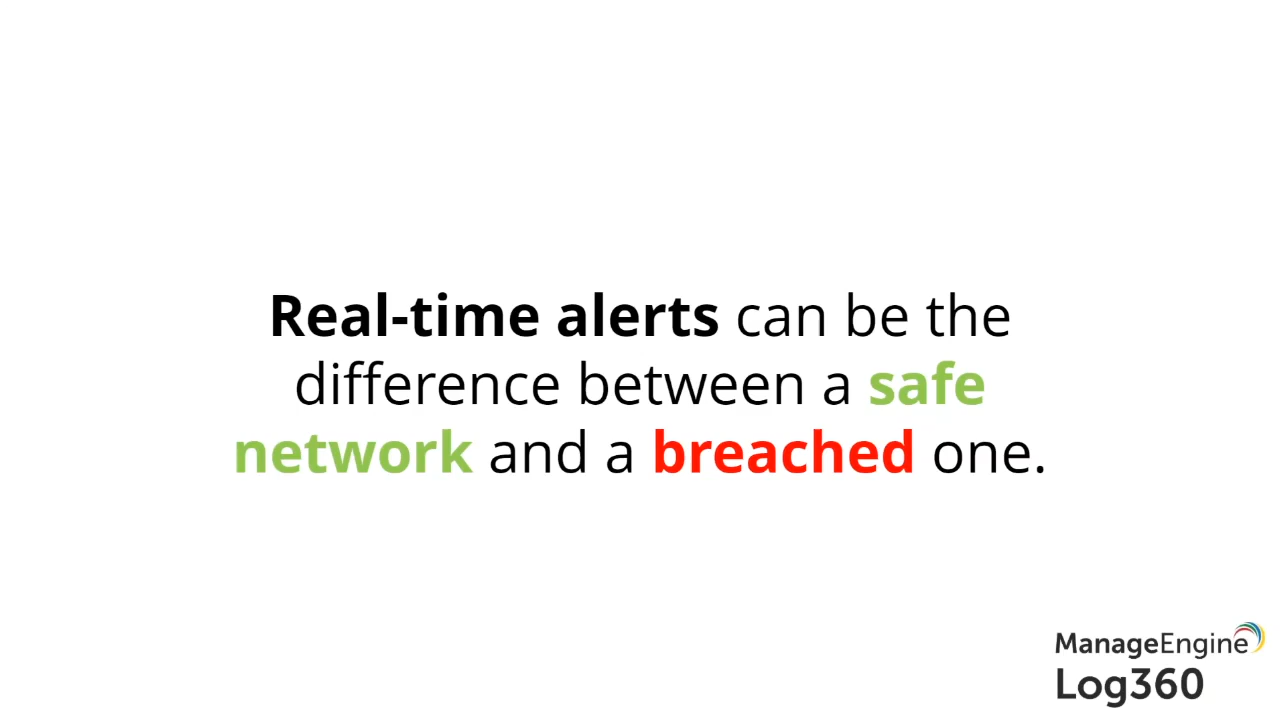 Real-time alerts can be the
difference between a safe
network and a breached one.
ManageEngine
Log360